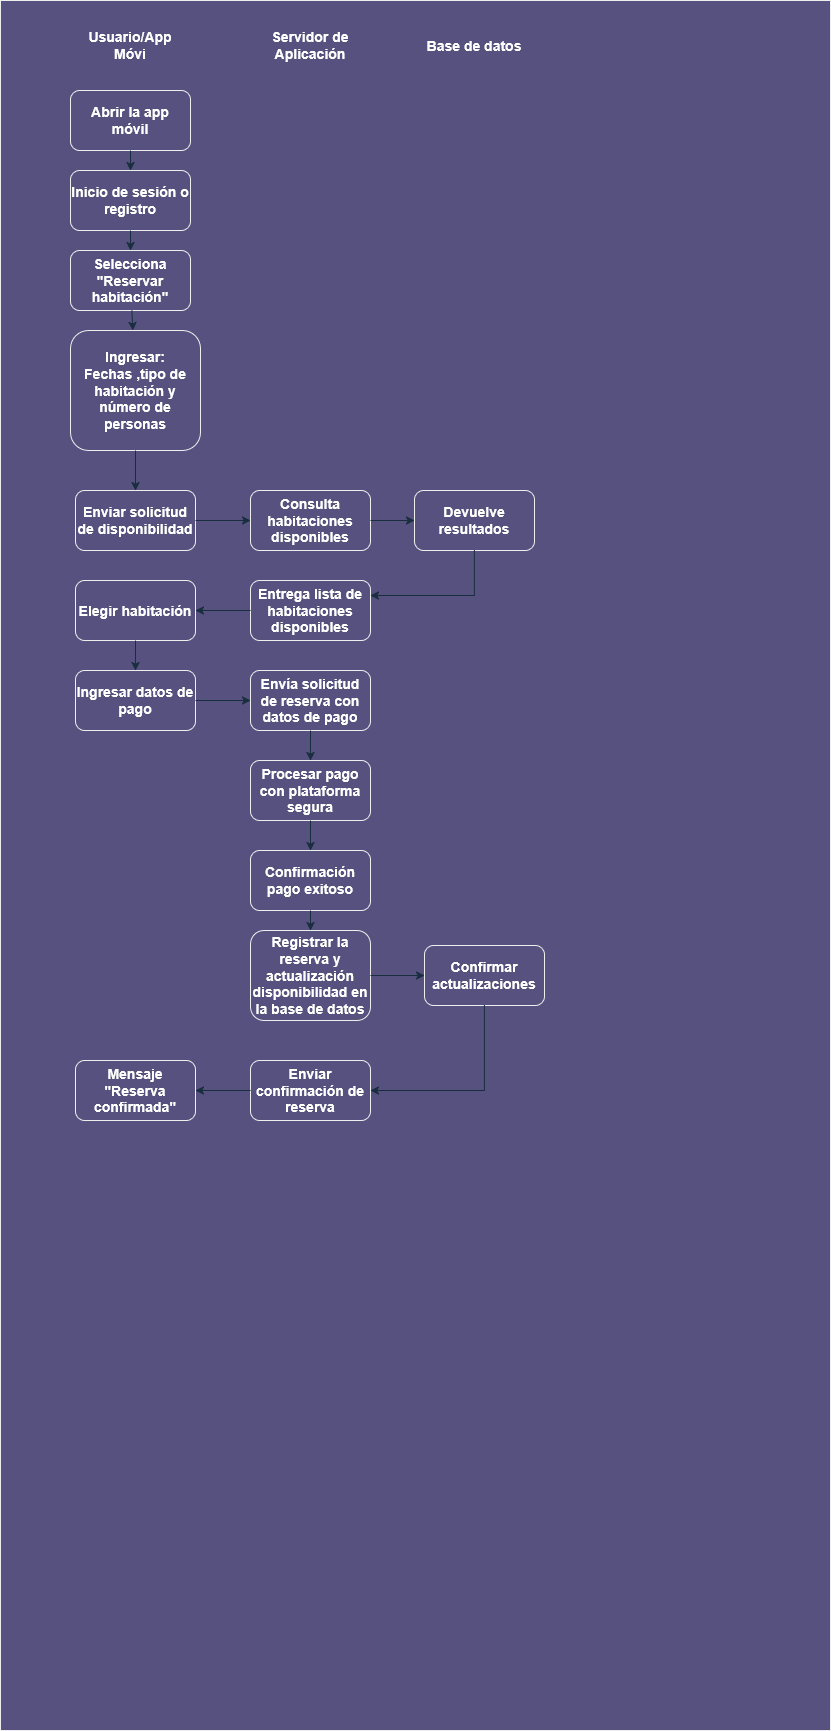 Usuario/App
Móvi
Servidor de
Aplicación
Base de datos
Abrir la app
móvil
Inicio de sesión o
registro
Selecciona
"Reservar
habitación"
Ingresar:
Fechas ,tipo de
habitación y
número de
personas
Enviar solicitud
de disponibilidad
Consulta
habitaciones
disponibles
Devuelve
resultados
Elegir habitación
Entrega lista de
habitaciones
disponibles
Ingresar datos de
pago
Envía solicitud
de reserva con
datos de pago
Procesar pago
con plataforma
segura
Confirmación
pago exitoso
Registrar la
reserva y
actualización
disponibilidad en
la base de datos
Confirmar
actualizaciones
Mensaje
"Reserva
confirmada"
Enviar
confirmación de
reserva